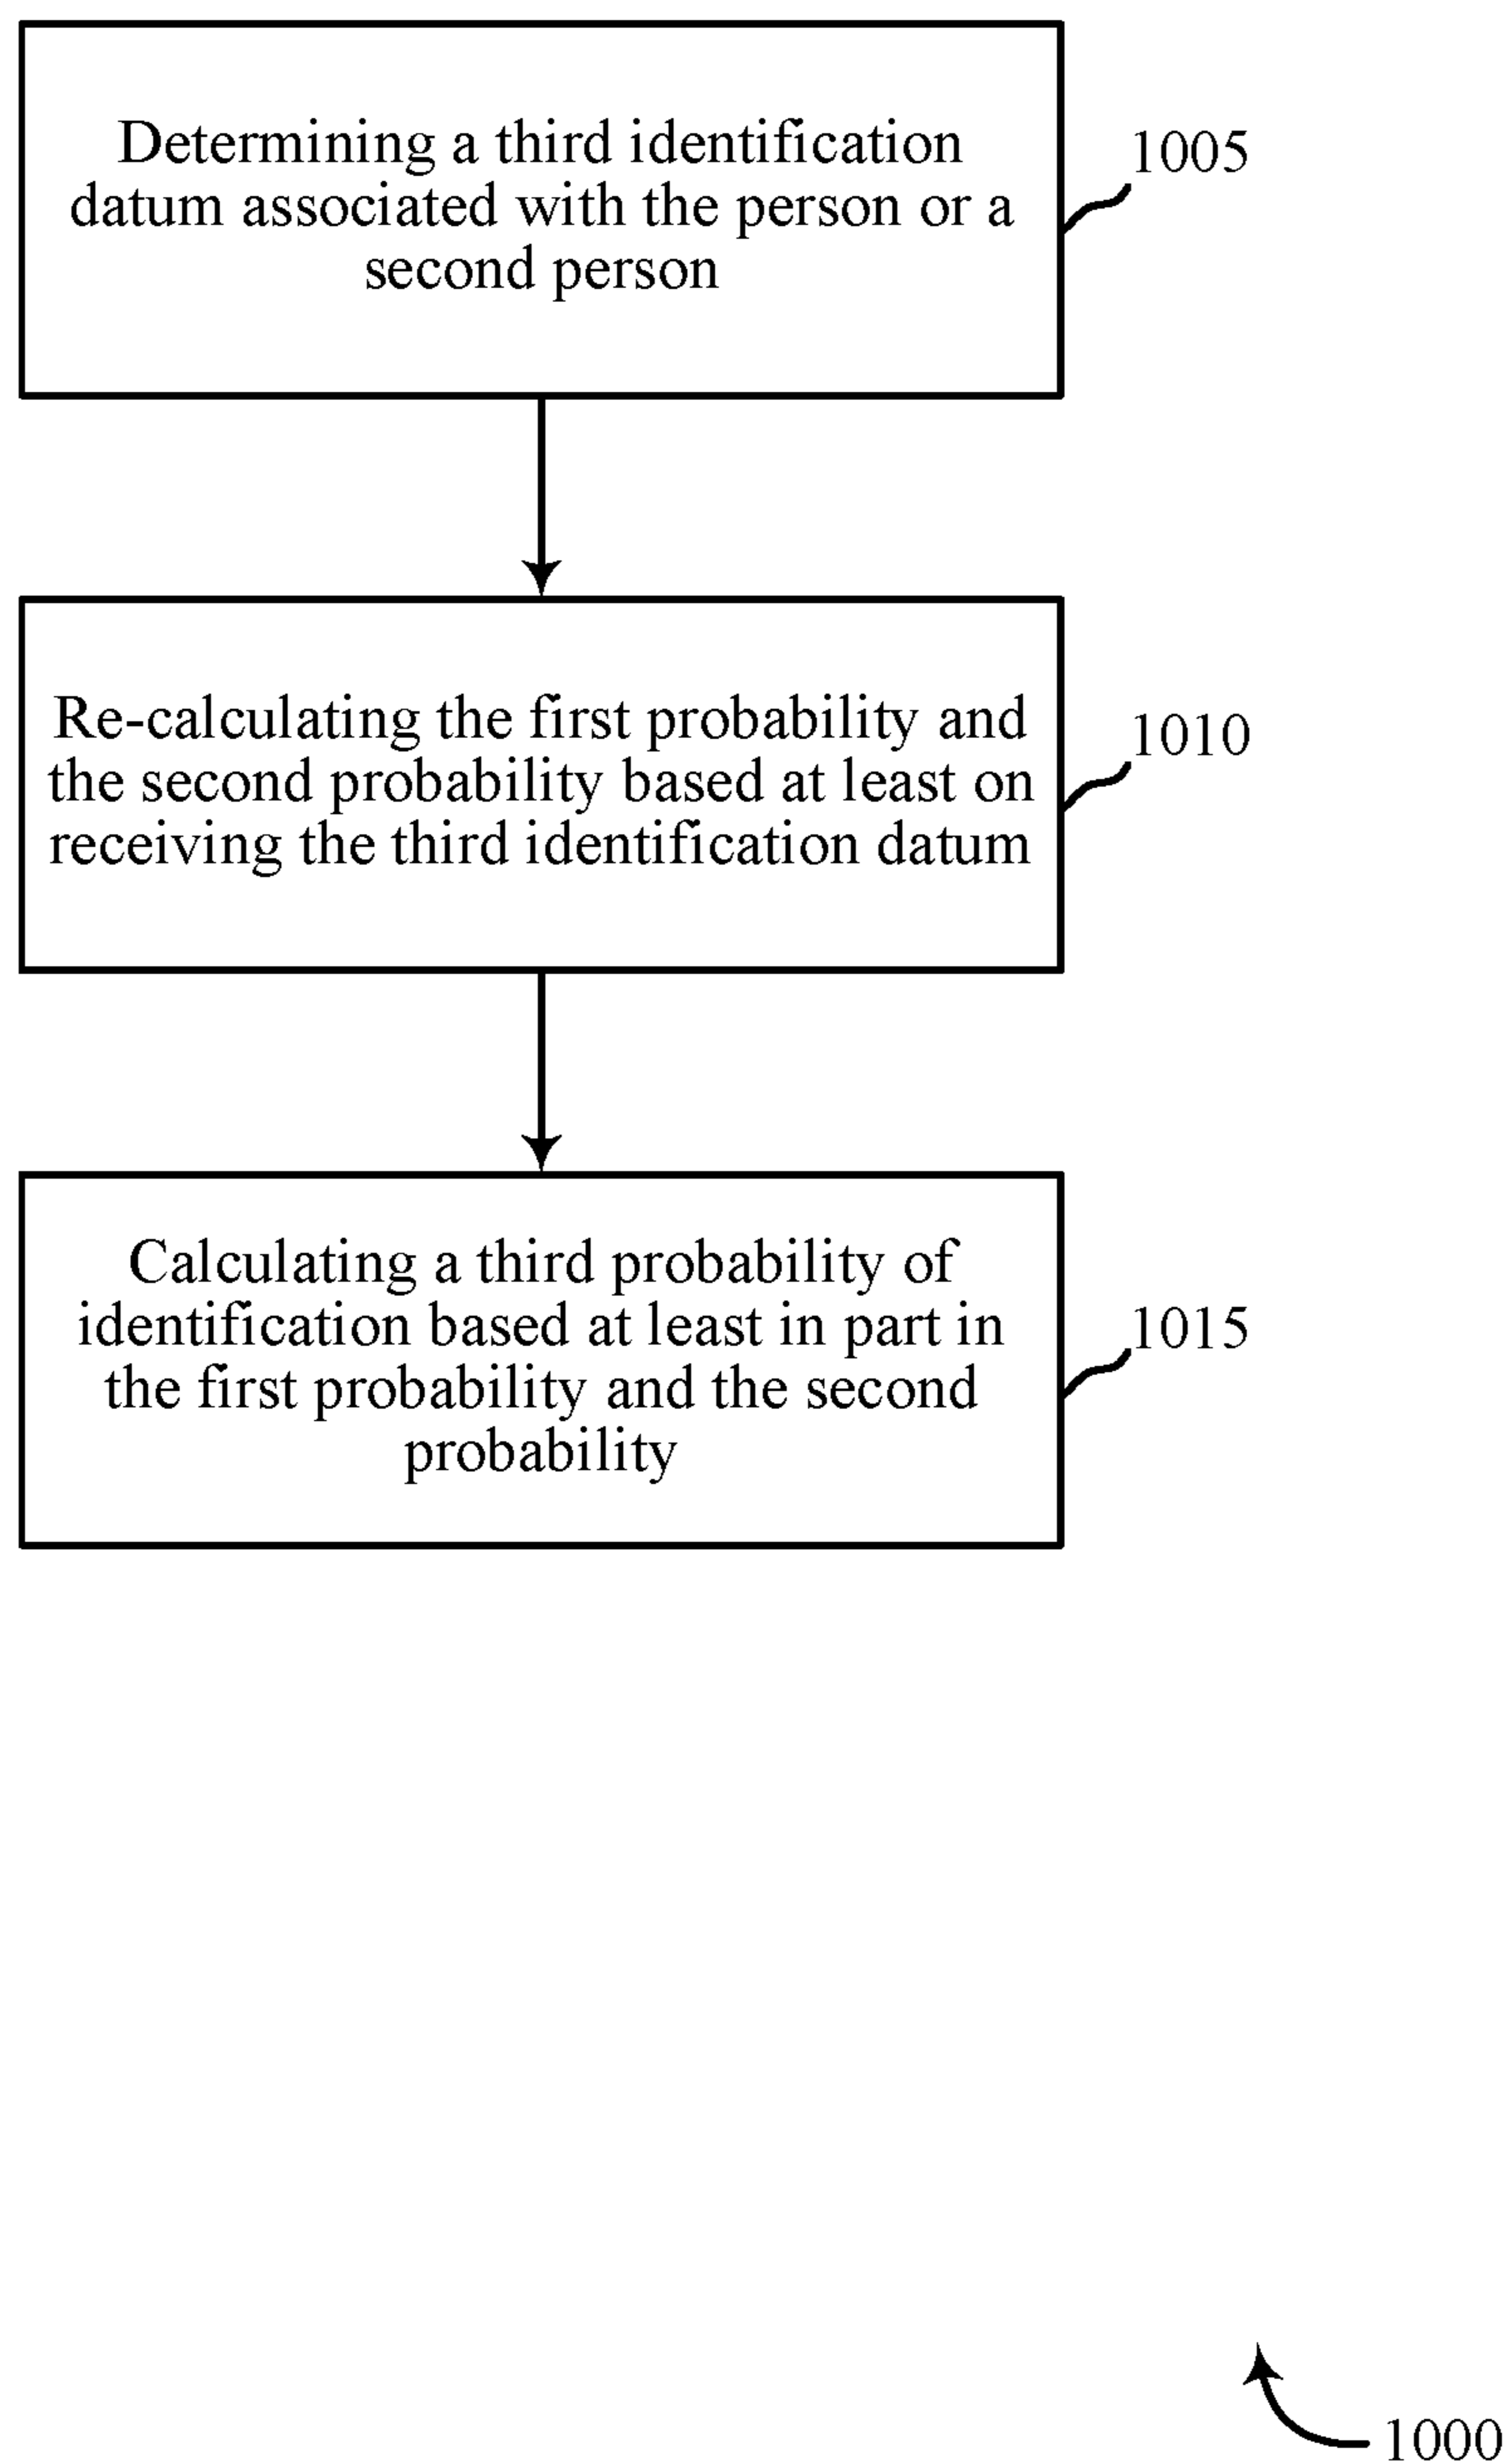 Determining a third identification
datum associated with the person or a
second person
1005
Re-calculating the first probability and
the second probability based at least on
receiving the third identification datum
1010
Calculating a third probability of
identification based at least in part in
the first probability and the second
probability
1015
1000